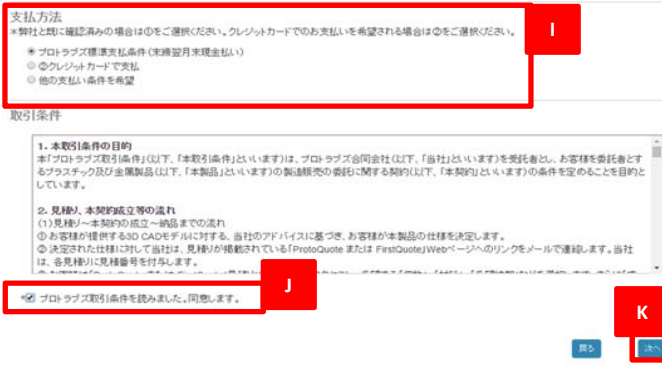 支払方法
*弊社と既に確認済みの場合は①をご選択ください。クレジットカードでのお支払いを希望される場合は②をご選択ください。
I
プロトラブズ標準支払条件(末締翌月末現金払い)
②クレジットカードで支払
他の支払い条件を希望
取引条件
1. 本取引条件の目的
本「プロトラブズ取引条件」(以下、「本取引条件」といいます)は、プロトラブズ合同会社(以下、「当社」といいます)を受託者とし、お客様を委託者とす
るプラスチック及び金属製品(以下、「本製品」といいます)の製造販売の委託に関する契約(以下、「本契約」といいます)の条件を定めることを目的と
しています。
2. 見積り、本契約成立等の流れ
(1)見積り～本契約の成立～納品までの流れ
①お客様が提供する3D CADモデルに対する、当社のアドバイスに基づき、お客様が本製品の仕様を決定します。
②決定された仕様に対して当社は、見積りが掲載されている「ProtoQuote または FirstQuote」Webページへのリンクをメールで連絡します。当社
は、各見積りに見積番号を付与します。
J
*プロトラブズ取引条件を読みました。同意します。
K
戻る
次へ